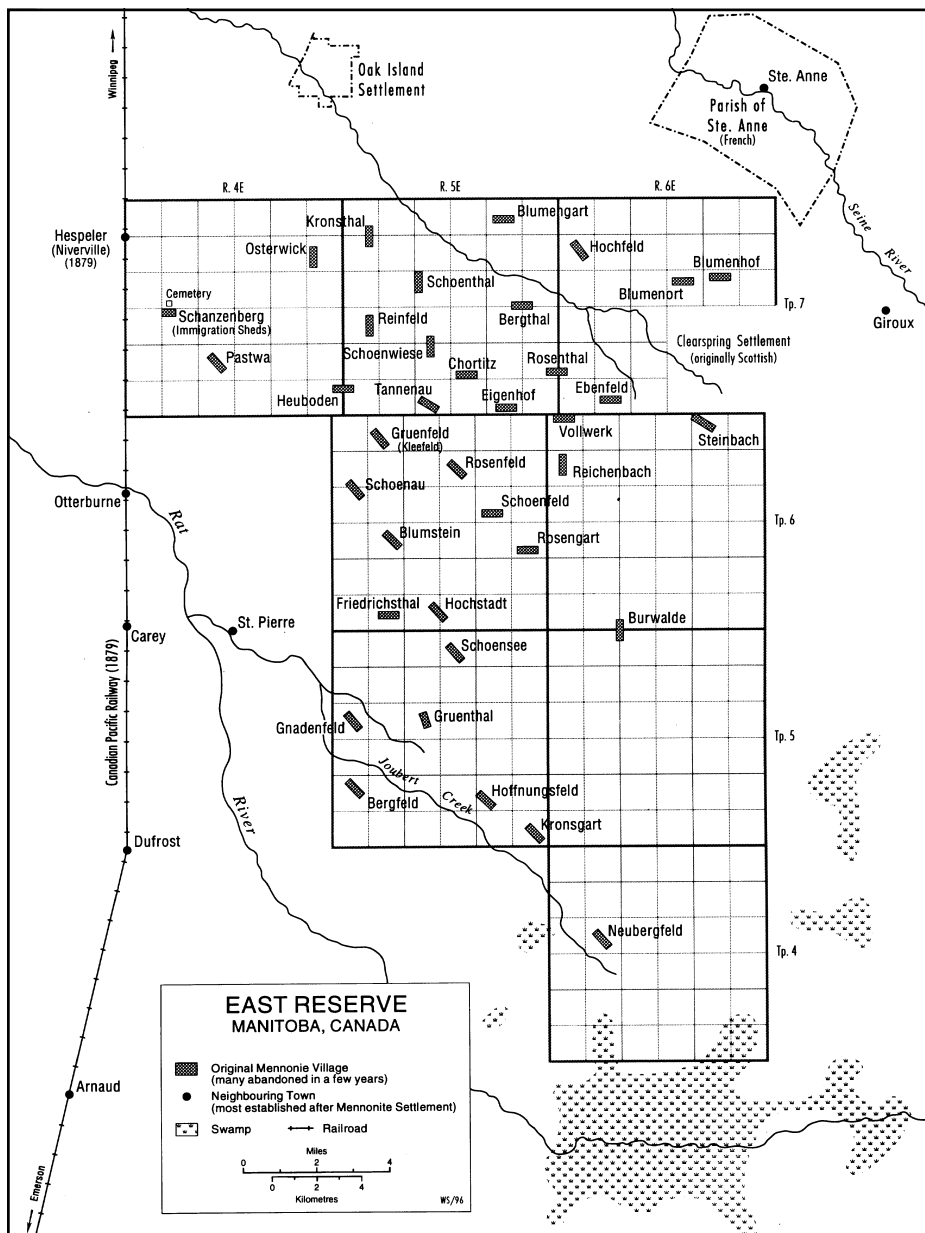 Winnipeg
Oak Island
Settlement
Ste. Anne
Parish of
Ste. Anne
(French)
R. 4E
R. 5E
R. 6E
Seine
River
Hespeler
(Niverville)
(1879)
Kronsthal
Blumengart
Osterwick
Hochfeld
Schoenthal
Blumenhof
Blumenort
Cemetery
Schanzenberg
(Immigration Sheds)
Reinfeld
Bergthal
Tp. 7
Giroux
Pastwa
Schoenwiese
Chortitz
Rosenthal
Clearspring Settlement
(originally Scottish)
Heuboden
Tannenau
Eigenhof
Ebenfeld
Gruenfeld
(Kleefeld)
Vollwerk
Steinbach
Rosenfeld
Reichenbach
Schoenau
Otterburne
Rat
Schoenfeld
Tp. 6
Blumstein
Rosengart
Friedrichsthal
Hochstadt
Burwalde
St. Pierre
Carey
Schoensee
Canadian Pacific Railway (1879)
Gnadenfeld
Gruenthal
Tp. 5
Joubert
Creek
Bergfeld
Hoffnungsfeld
River
Kronsgart
Dufrost
Neubergfeld
Tp. 4
EAST RESERVE
MANITOBA, CANADA
Original Mennonie Village
(many abandoned in a few years)
Neighbouring Town
(most established after Mennonite Settlement)
Swamp
Railroad
Miles
0 2 4
0 2 4
Kilometres
WS/96
Arnaud
Emerson